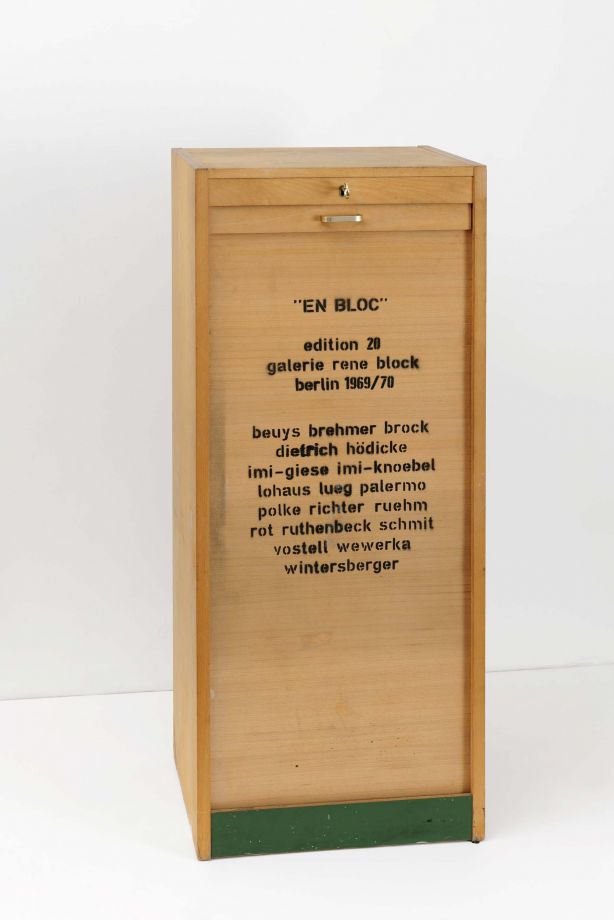 "EN BLOC"
edition 20
galerie rene block
berlin 1969/70
beuys brehmer brock
dietrich hödicke
imi-giese imi-knoebel
lohaus lueg palermo
polke richter ruehm
rot ruthenbeck schmit
vostell wewerka
wintersberger